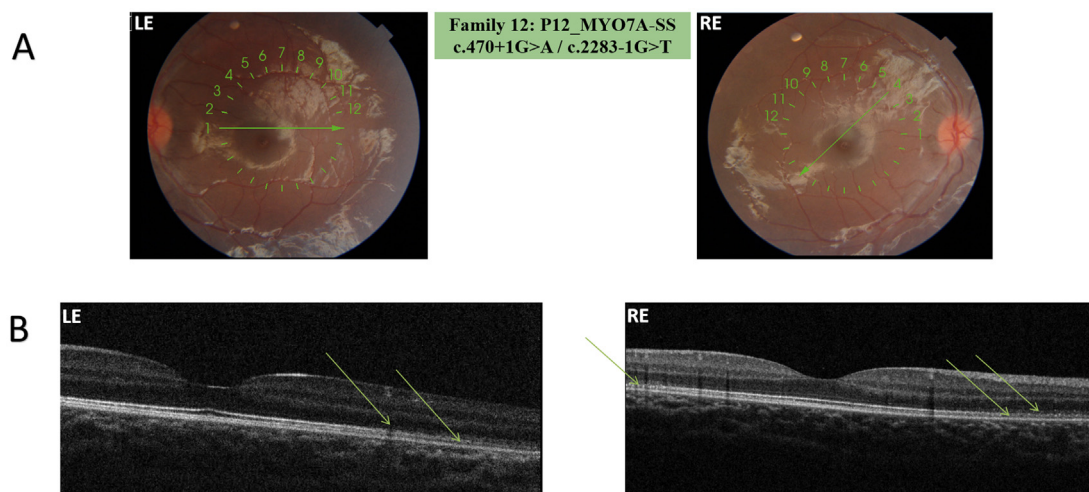 A
LE
Family 12: P12_MYO7A-SS
c.470+1G>A / c.2283-1G>T
RE
1 2 3 4 5 6 7 8 9 10 11 12
12 11 10 9 8 7 6 5 4 3 2 1
B
LE
RE